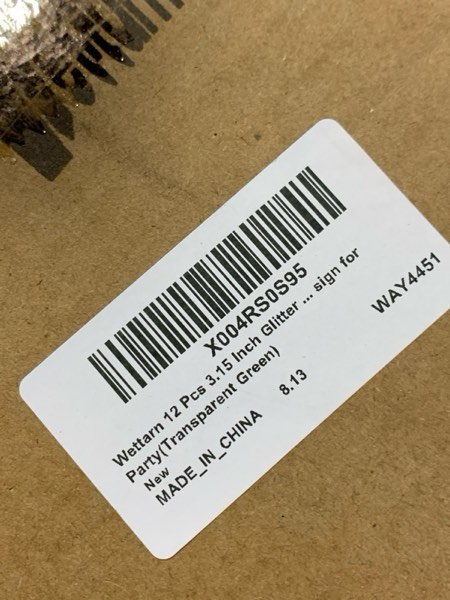 X004RS0S95
Wettarn 12 Pcs 3.15 Inch Glitter ... sign for
Party(Transparent Green)
New
MADE_IN_CHINA 8.13 WAY4451